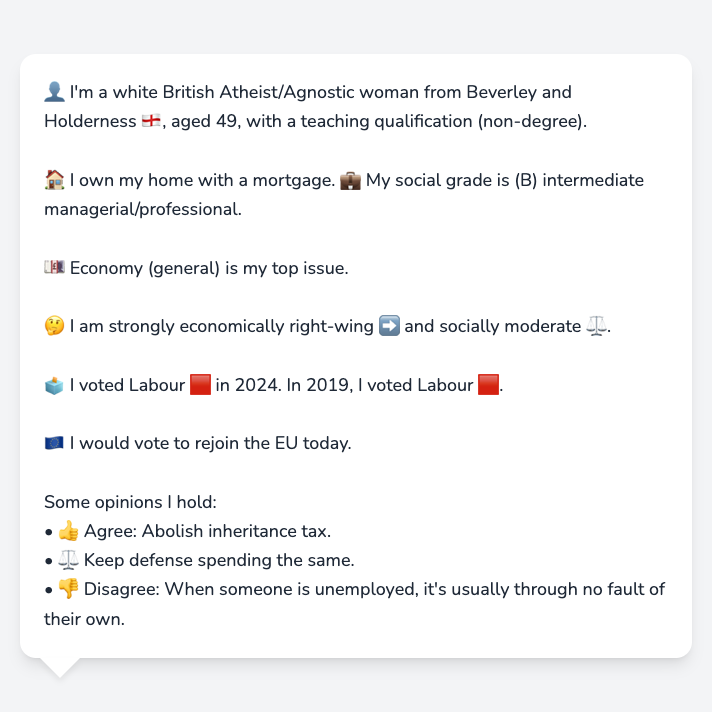 👤 I'm a white British Atheist/Agnostic woman from Beverley and
Holderness 🏴󠁧󠁢󠁥󠁮󠁧󠁿, aged 49, with a teaching qualification (non-degree).
🏠 I own my home with a mortgage. 💼 My social grade is (B) intermediate
managerial/professional.
💷 Economy (general) is my top issue.
🤔 I am strongly economically right-wing ➡️ and socially moderate ⚖️.
🗳️ I voted Labour 🟥 in 2024. In 2019, I voted Labour 🟥.
🇪🇺 I would vote to rejoin the EU today.
Some opinions I hold:
• 👍 Agree: Abolish inheritance tax.
• ⚖️ Keep defense spending the same.
• 👎 Disagree: When someone is unemployed, it's usually through no fault of
their own.